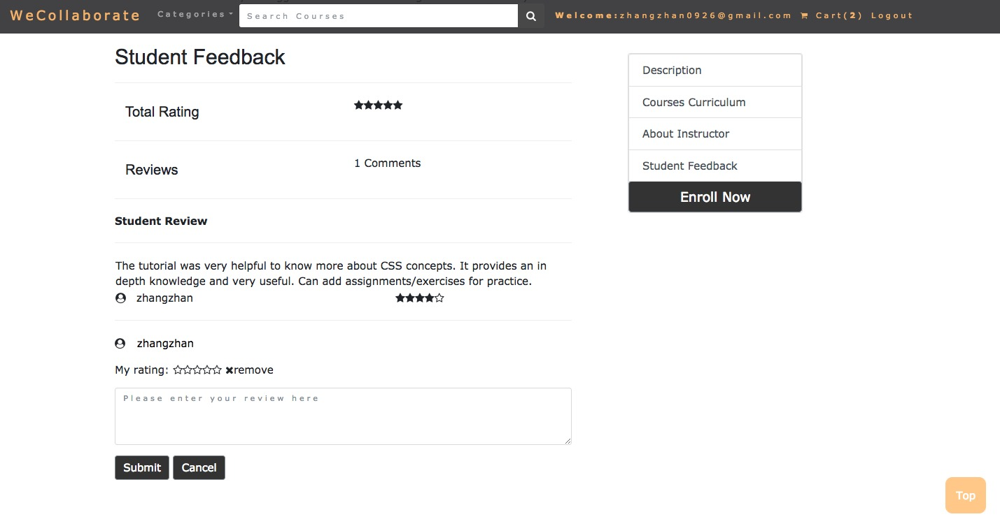 WeCollaborate Categories Search Courses Welcome:zhangzhan0926@gmail.com Cart(2) Logout
Student Feedback
Total Rating
Reviews
1 Comments
Student Review
The tutorial was very helpful to know more about CSS concepts. It provides an in
depth knowledge and very useful. Can add assignments/exercises for practice.
zhangzhan
zhangzhan
My rating: remove
Please enter your review here
Submit Cancel
Description
Courses Curriculum
About Instructor
Student Feedback
Enroll Now
Top